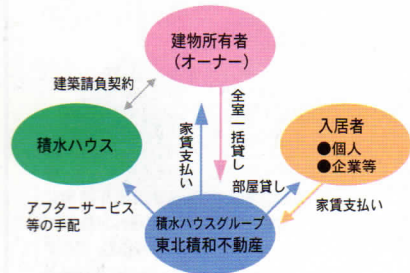 建物所有者
(オーナー)
建築請負契約
全室一括貸し
家賃支払い
積水ハウス
入居者
●個人
●企業等
部屋貸し
アフターサービス
等の手配
家賃支払い
積水ハウスグループ
東北積和不動産